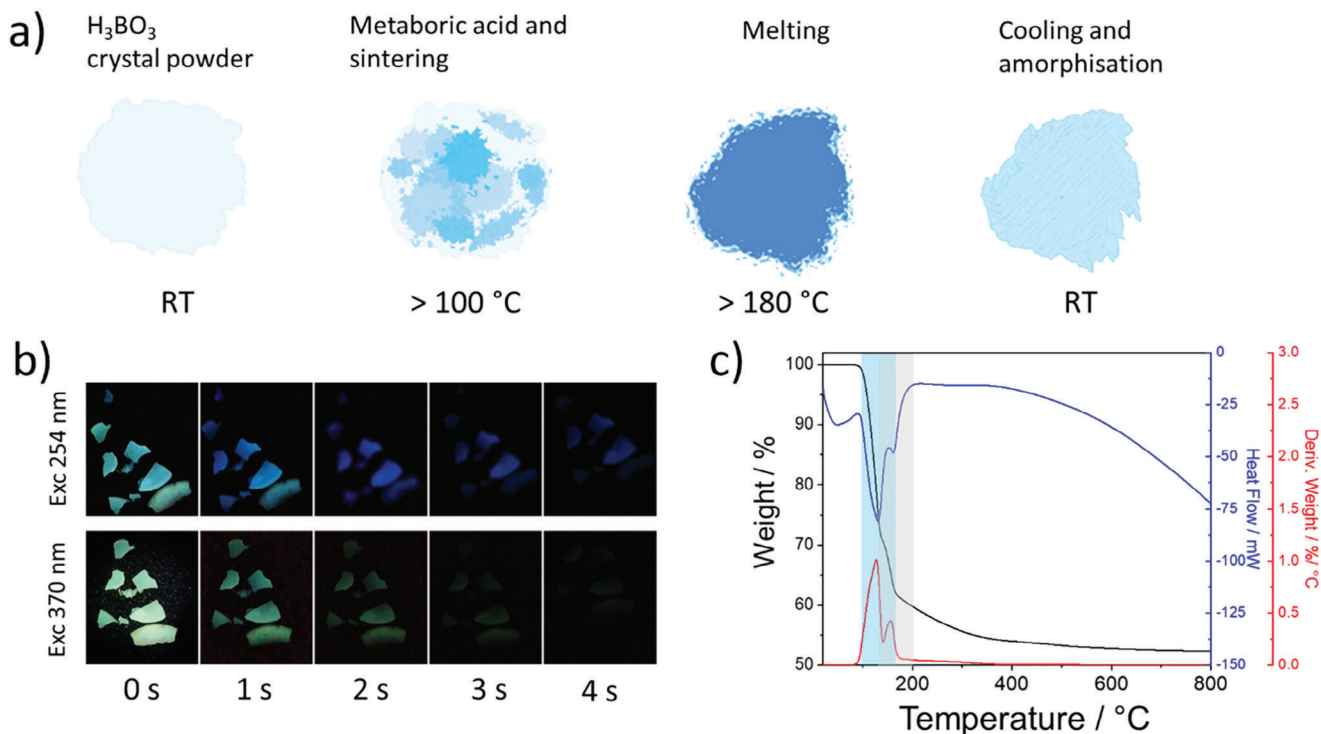 a)
H₃BO₃
crystal powder
Metaboric acid and
sintering
Melting
Cooling and
amorphisation
RT
> 100 °C
> 180 °C
RT
b)
Exc 254 nm
Exc 370 nm
0 s
1 s
2 s
3 s
4 s
c)
Weight / %
100
90
80
70
60
50
200
400
600
800
Temperature / °C
0
-25
-50
-75
-100
-125
-150
Heat Flow / mW
3.0
2.5
2.0
1.5
1.0
0.5
0.0
Deriv. Weight / %/ °C